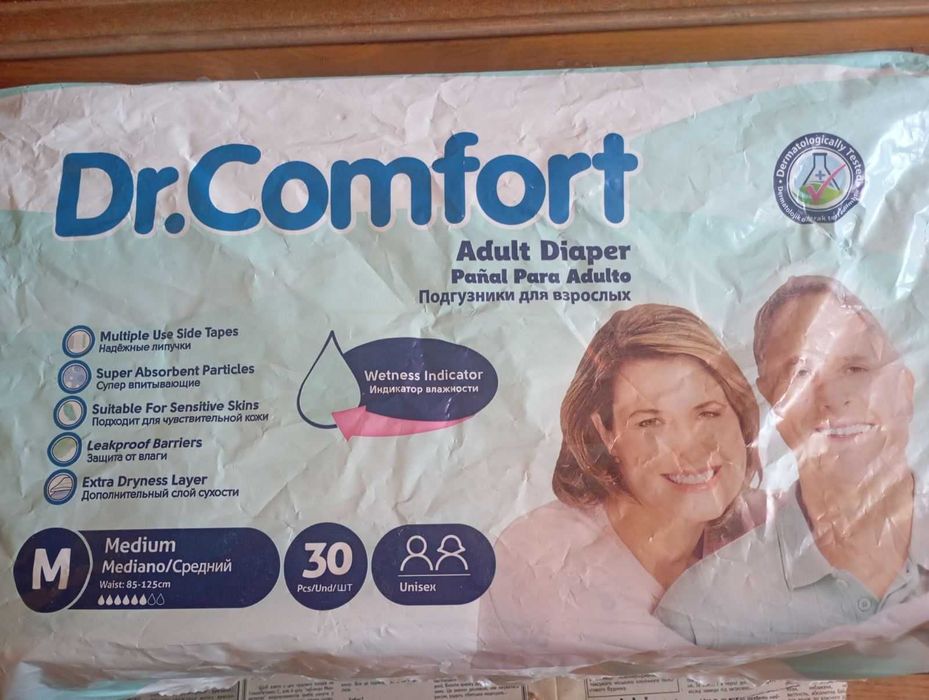 Dr.Comfort
Adult Diaper
Pañal Para Adulto
Подгузники для взрослых
Dermatologically Tested
Multiple Use Side Tapes
Надёжные липучки
Super Absorbent Particles
Супер впитывающие
Suitable For Sensitive Skins
Подходит для чувствительной кожи
Leakproof Barriers
Защита от влаги
Extra Dryness Layer
Дополнительный слой сухости
Wetness Indicator
Индикатор влажности
M
Medium
Mediano/Средний
Waist: 85-125cm
30
Pcs/Und/ШТ
Unisex